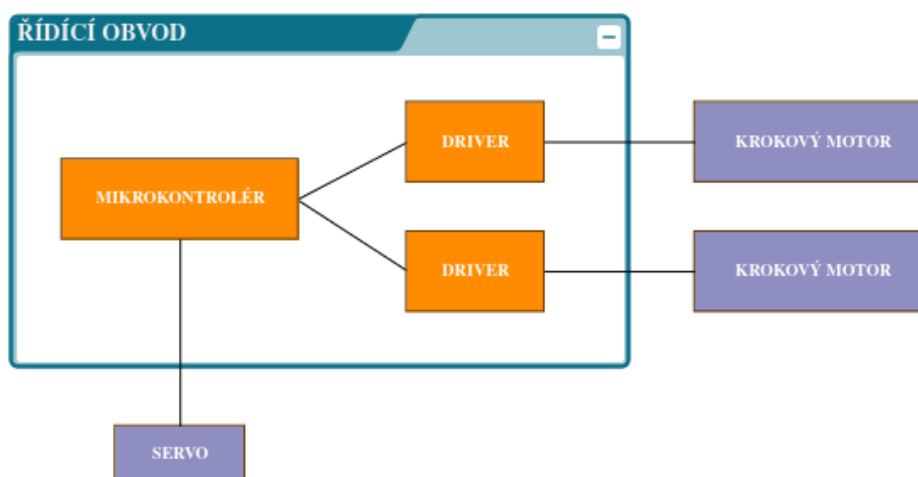 ŘÍDÍCÍ OBVOD
DRIVER
KROKOVÝ MOTOR
MIKROKONTROLÉR
DRIVER
KROKOVÝ MOTOR
SERVO